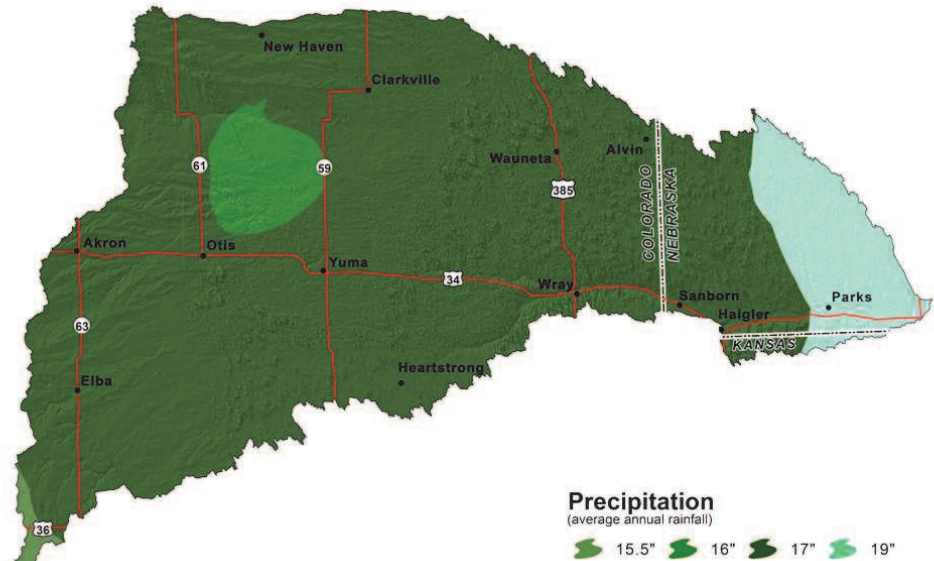 New Haven
Clarkville
Alvin
Wauneta
61
59
385
COLORADO
NEBRASKA
Akron
Otis
Yuma
34
Wray
Sanborn
Parks
Haigler
KANSAS
63
Heartstrong
Elba
36
Precipitation
(average annual rainfall)
15.5" 16" 17" 19"